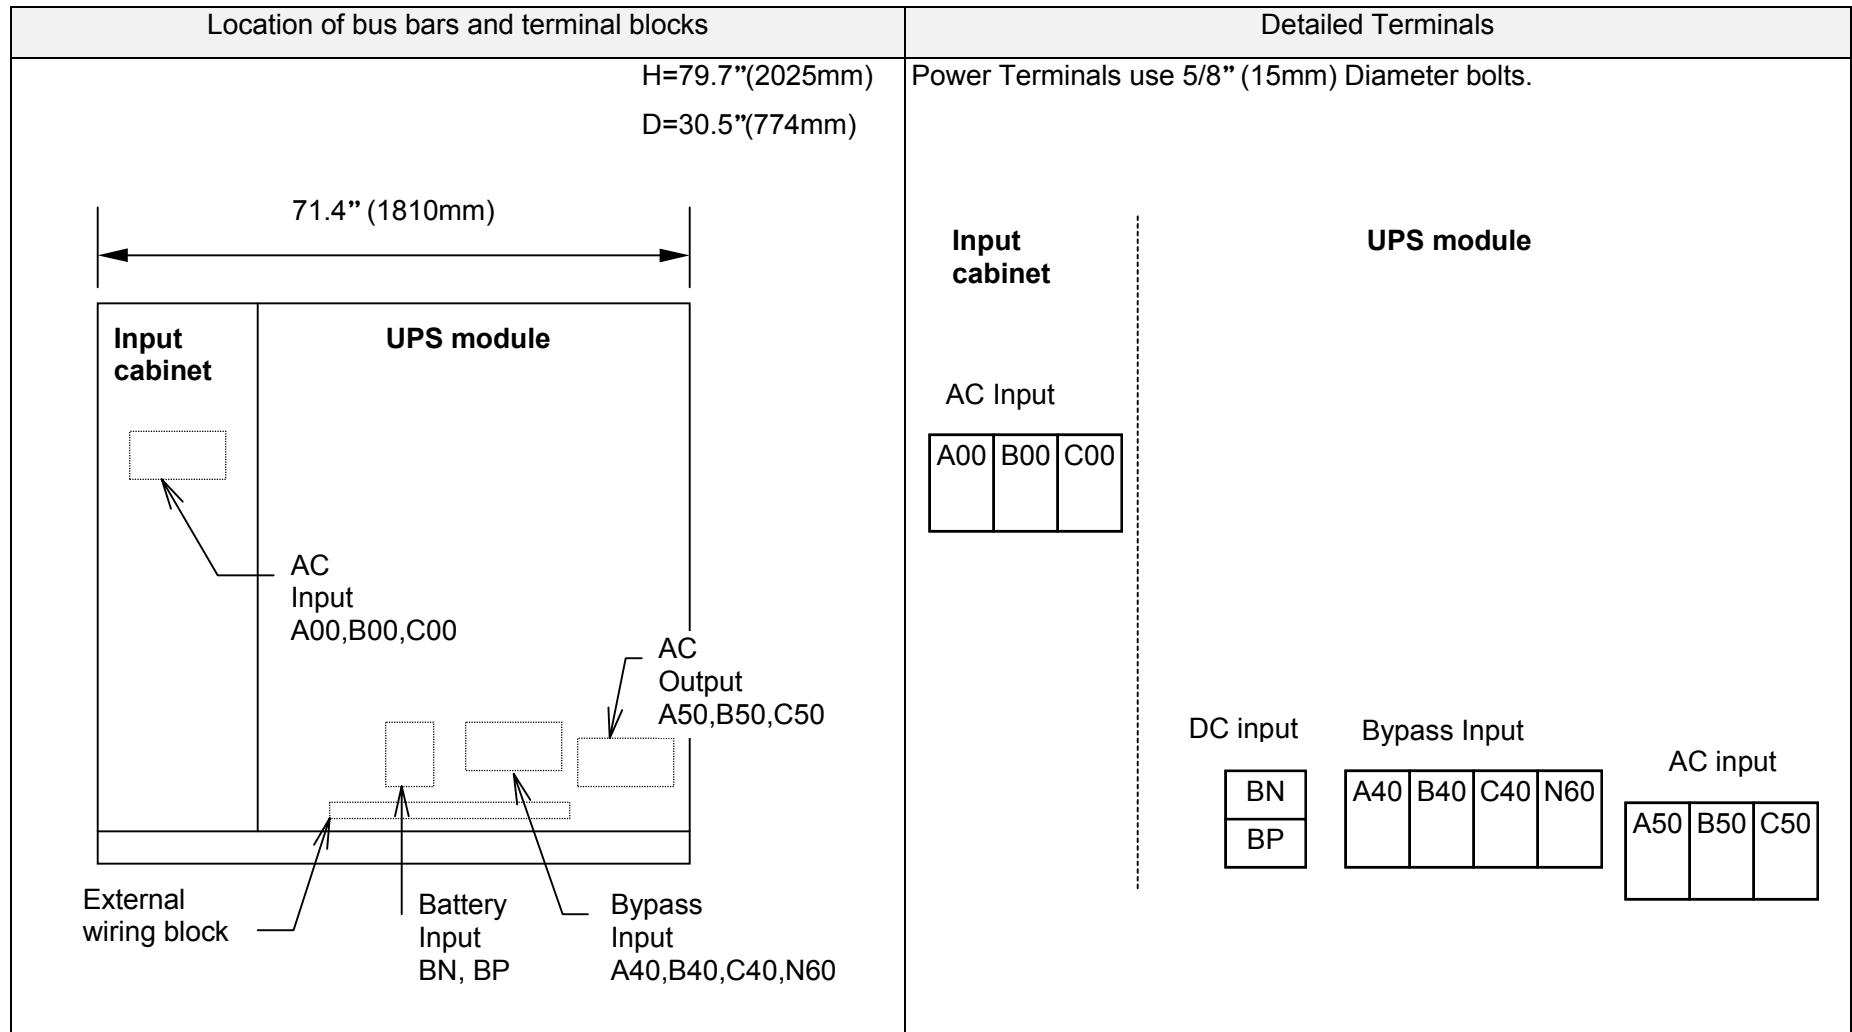 Location of bus bars and terminal blocks
Detailed Terminals
H=79.7”(2025mm)
D=30.5”(774mm)
71.4” (1810mm)
Input
cabinet
UPS module
AC
Input
A00,B00,C00
AC
Output
A50,B50,C50
External
wiring block
Battery
Input
BN, BP
Bypass
Input
A40,B40,C40,N60
Power Terminals use 5/8” (15mm) Diameter bolts.
Input
cabinet
UPS module
AC Input
A00 B00 C00
DC input
BN
BP
Bypass Input
A40 B40 C40 N60
AC input
A50 B50 C50